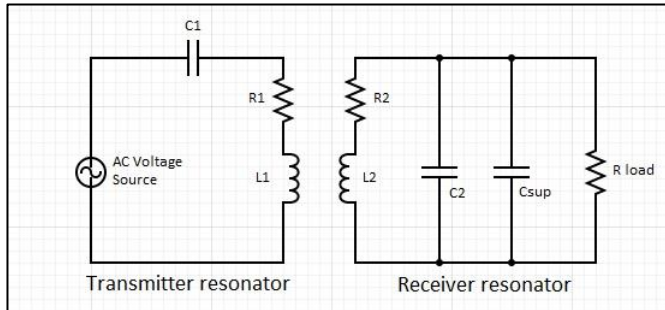 C1
R1
R2
AC Voltage
Source
L1
L2
C2
Csup
R load
Transmitter resonator
Receiver resonator